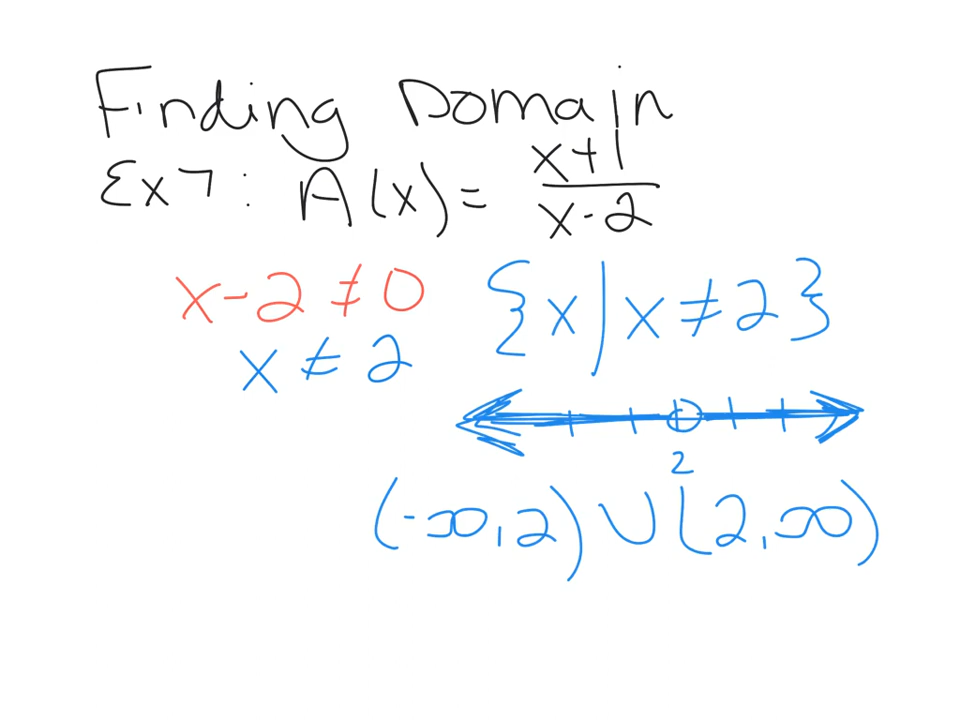 Finding Domain
Ex7: A(x) = x+1 / x-2
x-2 ≠ 0
{x|x ≠ 2}
x ≠ 2
2
(-∞,2) ∪ (2,∞)